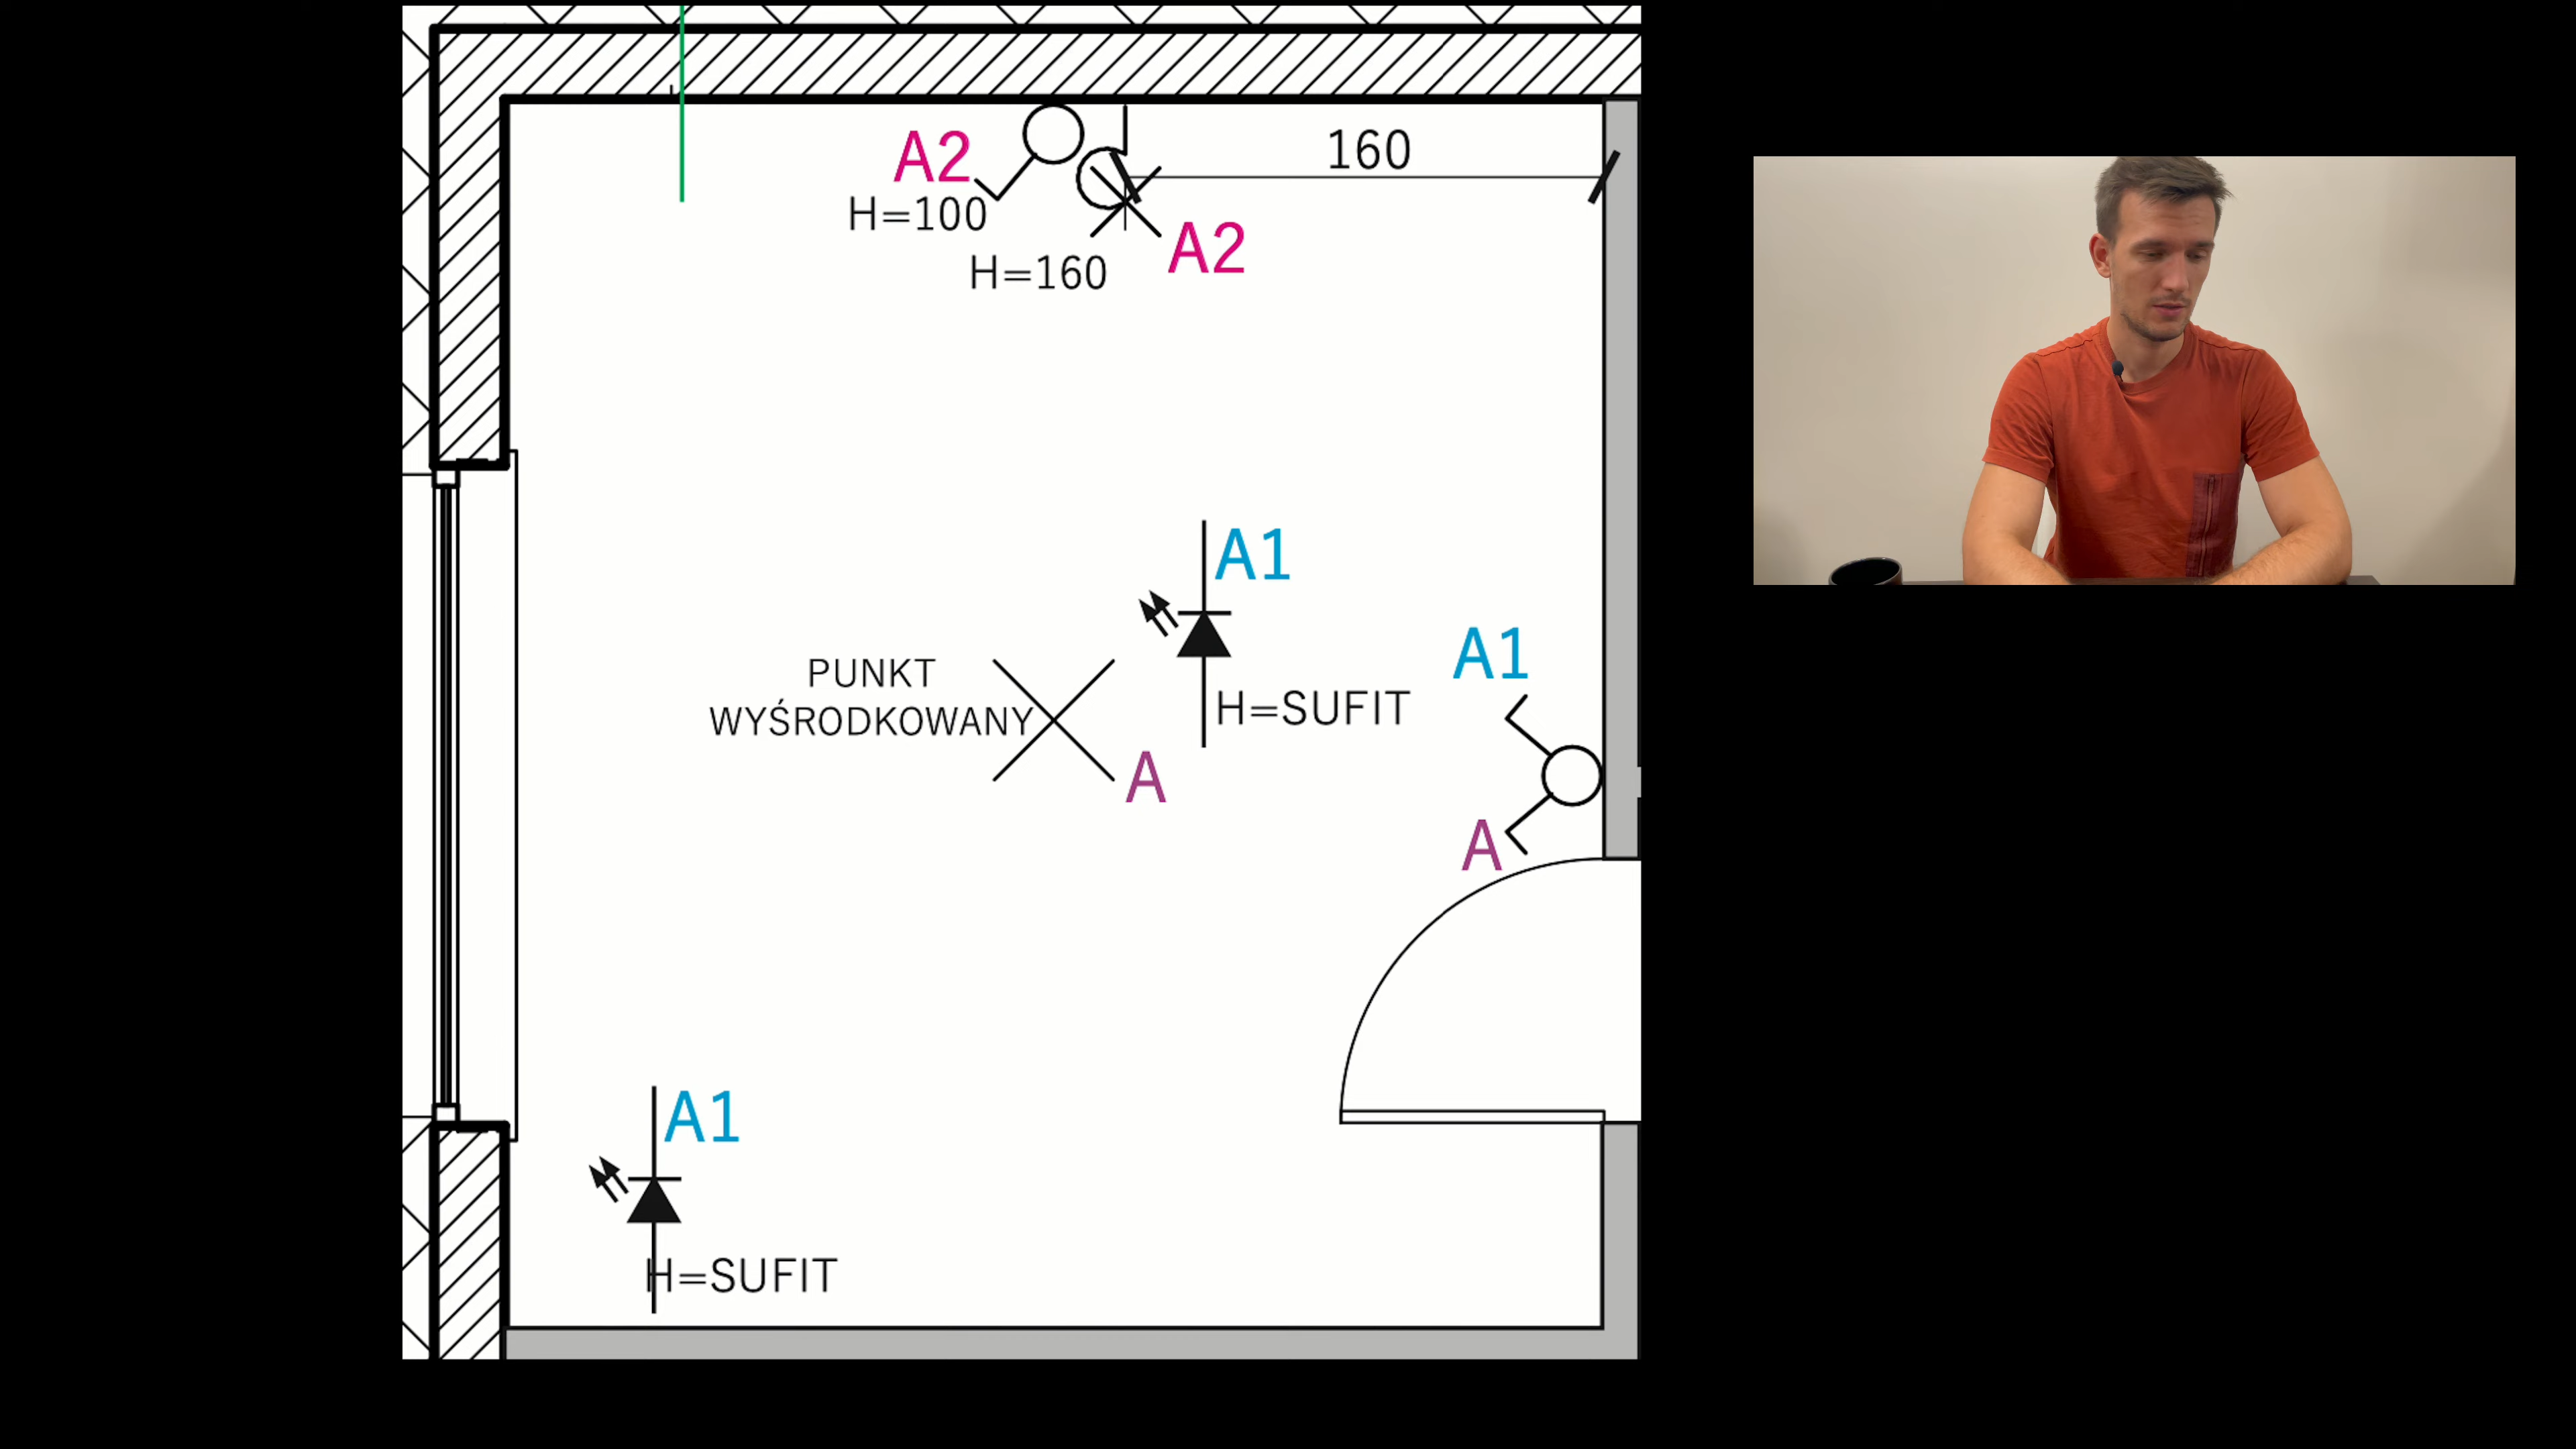 160
A2
H=100
A2
H=160
A1
A1
PUNKT
WYŚRODKOWANY
H=SUFIT
A
A
A1
H=SUFIT